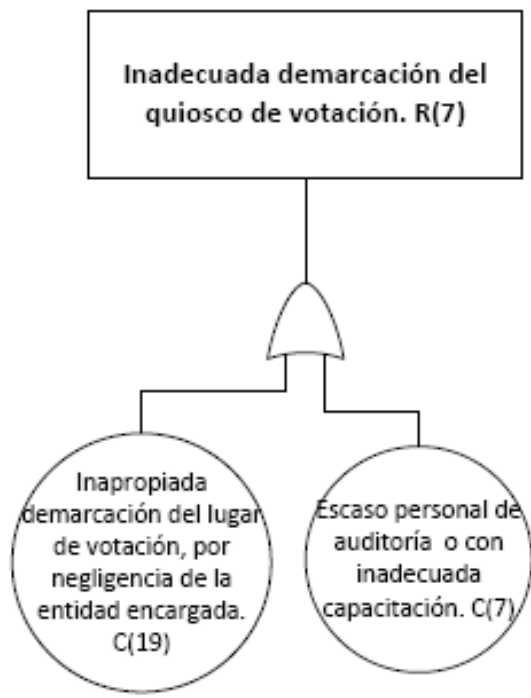 Inadecuada demarcación del
quiosco de votación. R(7)
Inapropiada
demarcación del lugar
de votación, por
negligencia de la
entidad encargada.
C(19)
Escaso personal de
auditoría o con
inadecuada
capacitación. C(7)